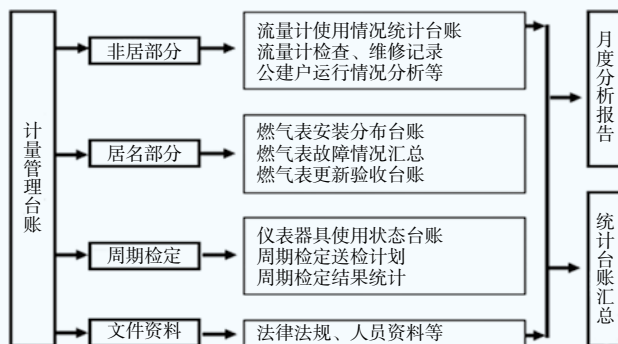 计量管理台账
非居部分
流量计使用情况统计台账
流量计检查、维修记录
公建户运行情况分析等
居名部分
燃气表安装分布台账
燃气表故障情况汇总
燃气表更新验收台账
周期检定
仪表器具使用状态台账
周期检定送检计划
周期检定结果统计
文件资料
法律法规、人员资料等
月度分析报告
统计台账汇总